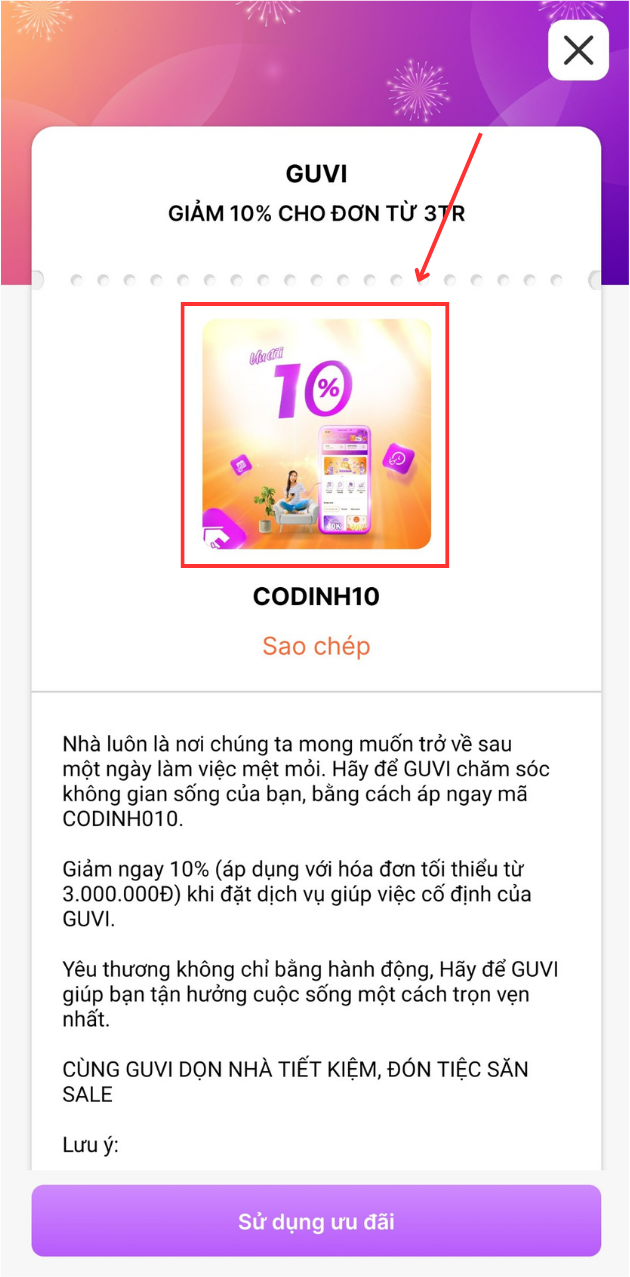 GUVI
GIẢM 10% CHO ĐƠN TỪ 3TR
Ưu đãi
10%
CODINH10
Sao chép
Nhà luôn là nơi chúng ta mong muốn trở về sau
một ngày làm việc mệt mỏi. Hãy để GUVI chăm sóc
không gian sống của bạn, bằng cách áp ngay mã
CODINH010.
Giảm ngay 10% (áp dụng với hóa đơn tối thiểu từ
3.000.000Đ) khi đặt dịch vụ giúp việc cố định của
GUVI.
Yêu thương không chỉ bằng hành động, Hãy để GUVI
giúp bạn tận hưởng cuộc sống một cách trọn vẹn
nhất.
CÙNG GUVI DỌN NHÀ TIẾT KIỆM, ĐÓN TIỆC SĂN
SALE
Lưu ý:
Sử dụng ưu đãi